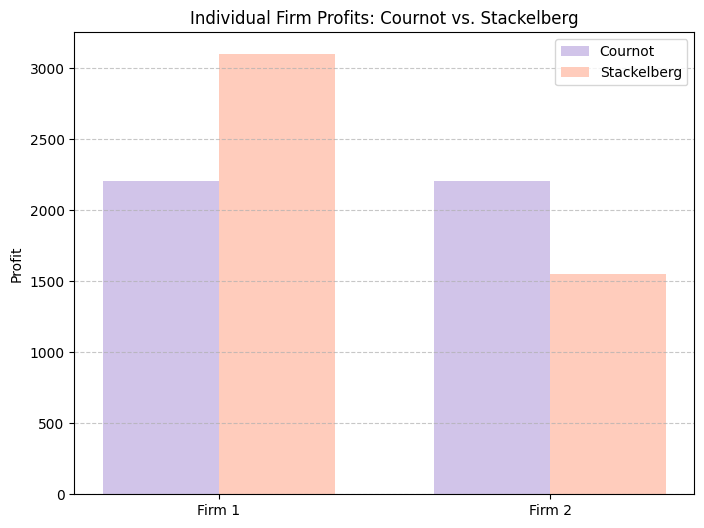 Individual Firm Profits: Cournot vs. Stackelberg
Cournot
Stackelberg
Profit
3000
2500
2000
1500
1000
500
0
Firm 1
Firm 2